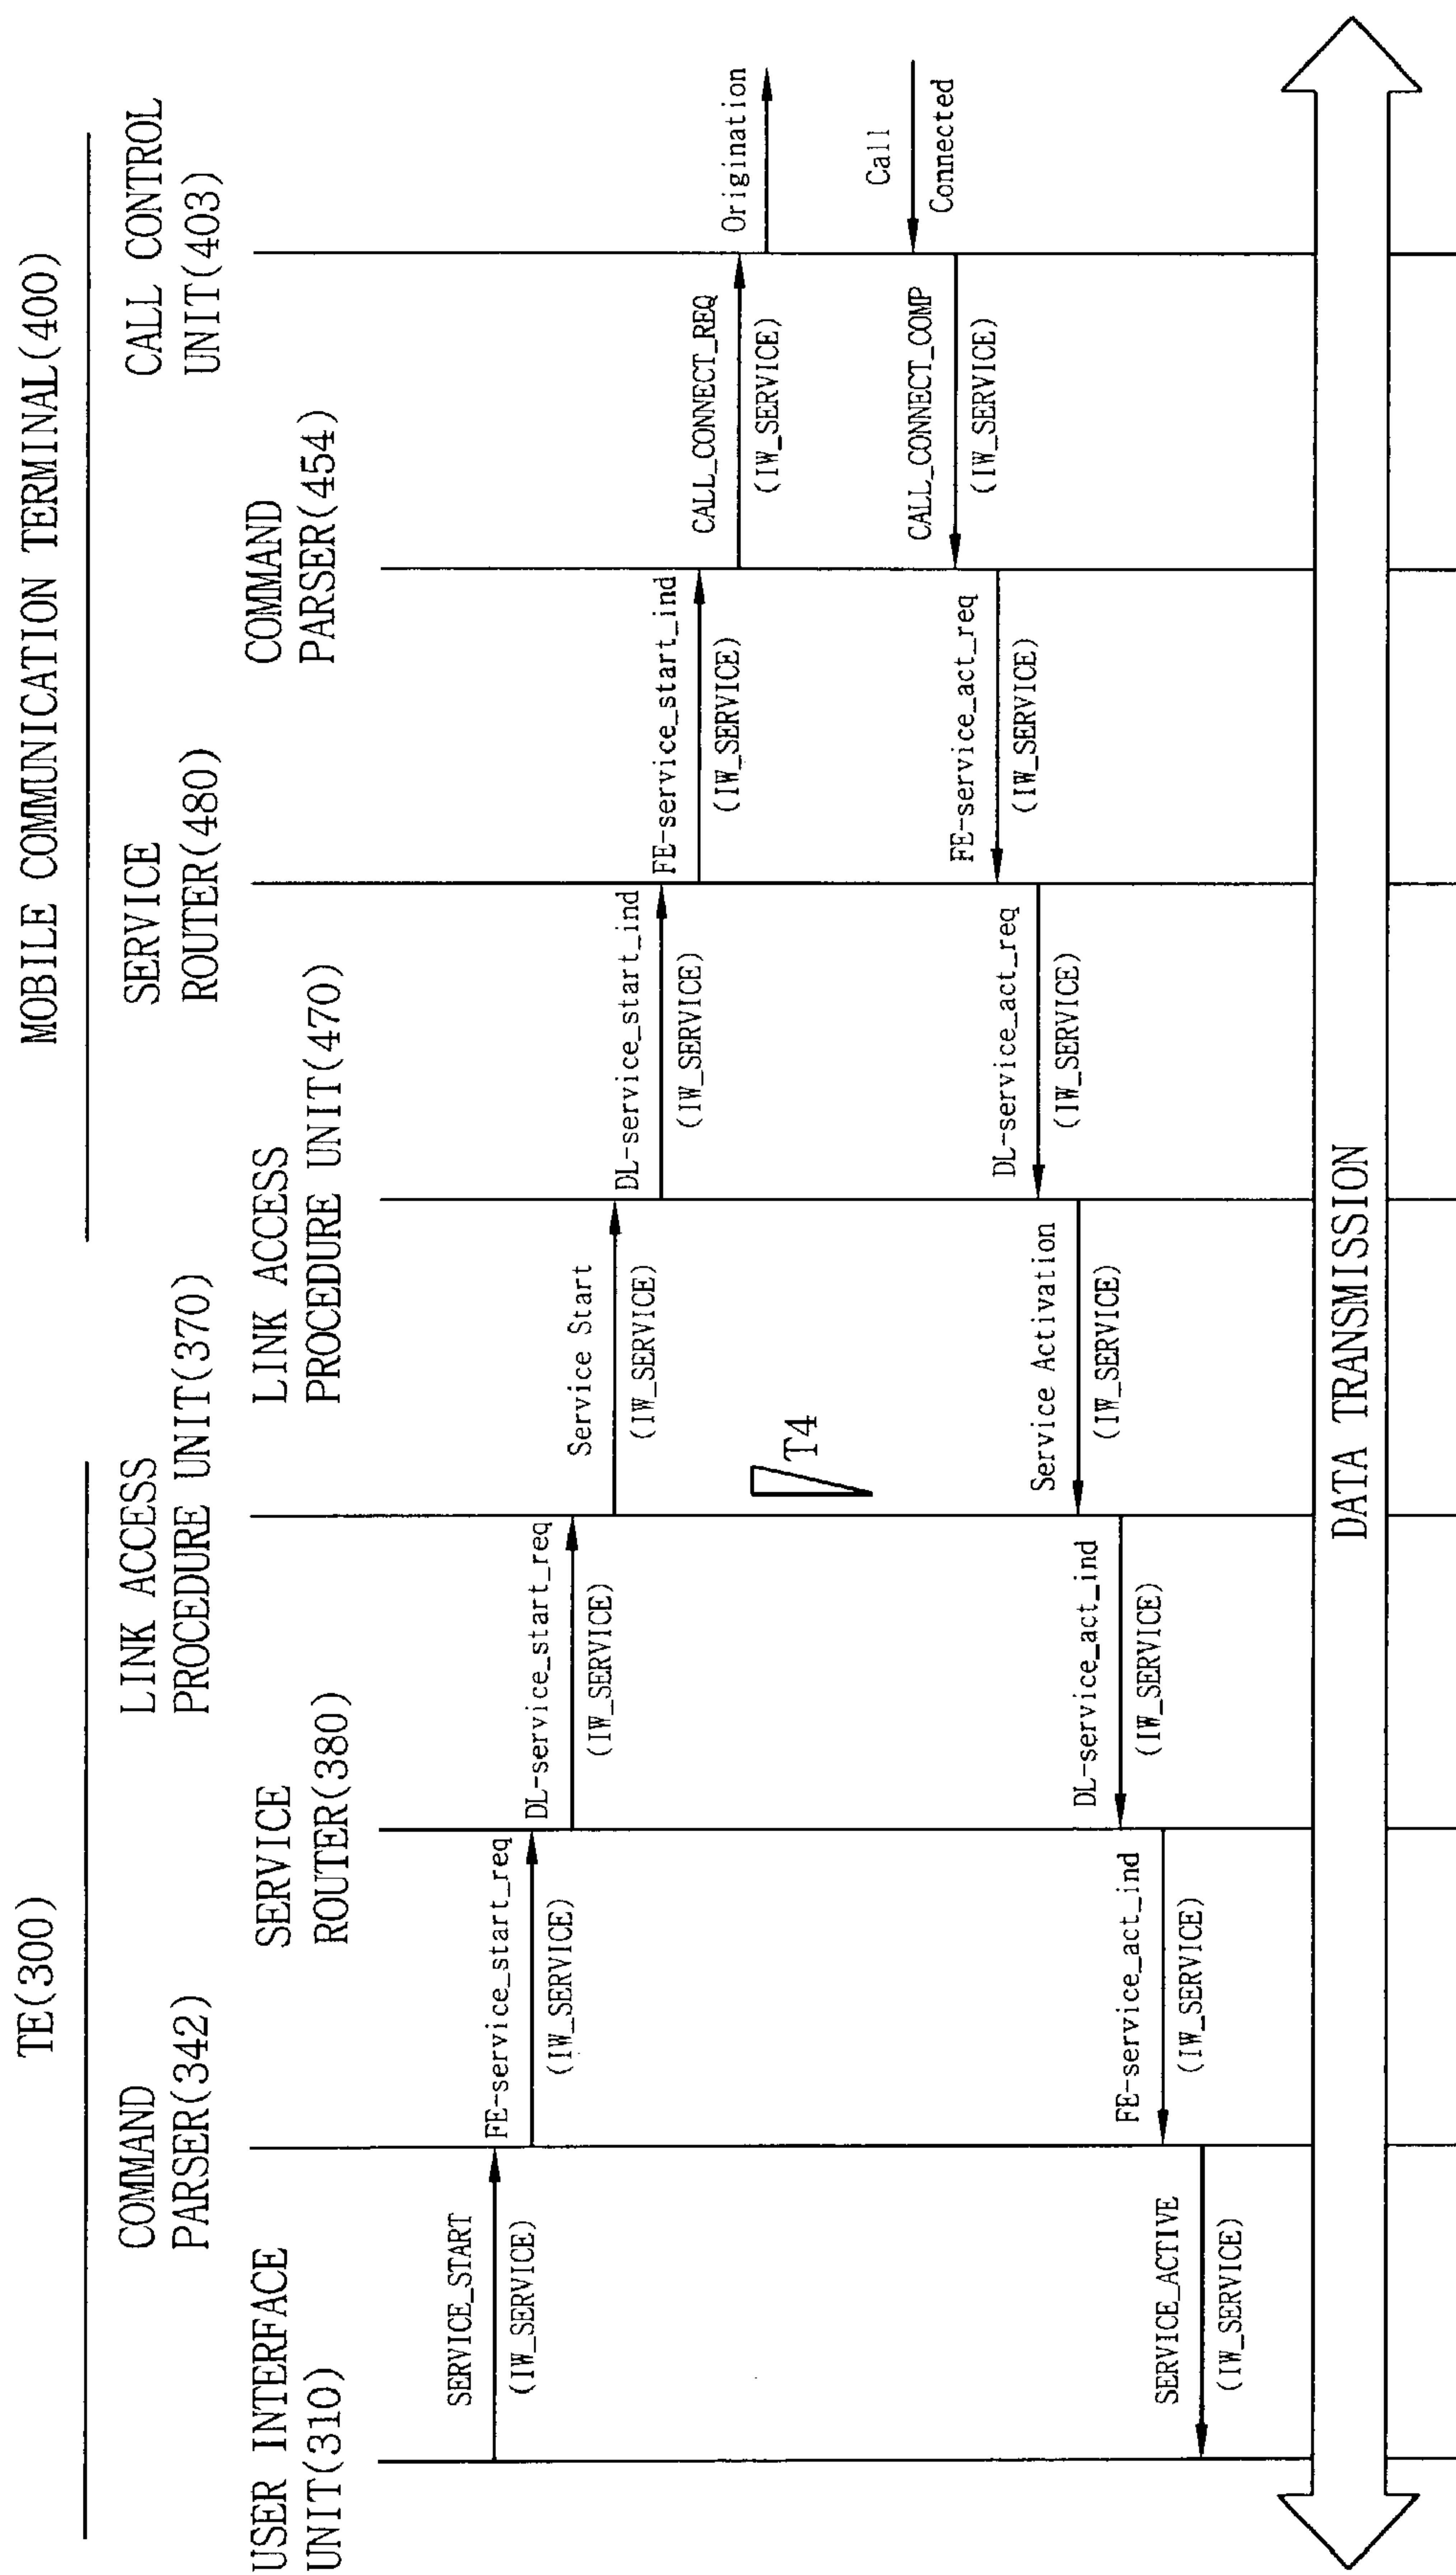 TE(300)
MOBILE COMMUNICATION TERMINAL(400)
USER INTERFACE
UNIT(310)
COMMAND
PARSER(342)
SERVICE
ROUTER(380)
LINK ACCESS
PROCEDURE UNIT(370)
LINK ACCESS
PROCEDURE UNIT(470)
SERVICE
ROUTER(480)
COMMAND
PARSER(454)
CALL CONTROL
UNIT(403)
SERVICE_START
(IW_SERVICE)
FE-service_start_req
(IW_SERVICE)
DL-service_start_req
(IW_SERVICE)
Service Start
(IW_SERVICE)
DL-service_start_ind
(IW_SERVICE)
FE-service_start_ind
(IW_SERVICE)
CALL_CONNECT_REQ
(IW_SERVICE)
Origination
T4
Call
Connected
CALL_CONNECT_COMP
(IW_SERVICE)
FE-service_act_req
(IW_SERVICE)
DL-service_act_req
(IW_SERVICE)
Service Activation
(IW_SERVICE)
DL-service_act_ind
(IW_SERVICE)
FE-service_act_ind
(IW_SERVICE)
SERVICE_ACTIVE
(IW_SERVICE)
DATA TRANSMISSION